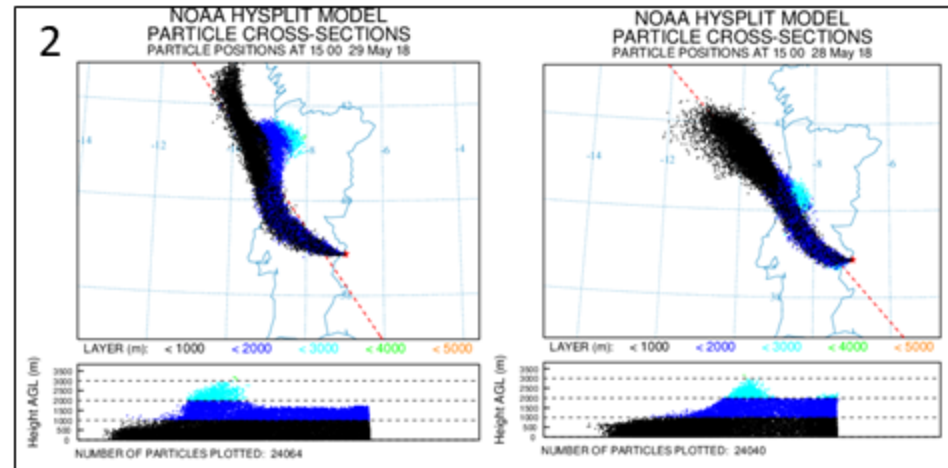 2
NOAA HYSPLIT MODEL
PARTICLE CROSS-SECTIONS
PARTICLE POSITIONS AT 15 00 29 May 18
-14
-12
-8
-6
-4
LAYER (m): < 1000 < 2000 < 3000 < 4000 < 5000
Height AGL (m)
3500
3000
2500
2000
1500
1000
500
0
NUMBER OF PARTICLES PLOTTED: 24064
NOAA HYSPLIT MODEL
PARTICLE CROSS-SECTIONS
PARTICLE POSITIONS AT 15 00 28 May 18
-14
-12
-8
-6
LAYER (m): < 1000 < 2000 < 3000 < 4000 < 5000
Height AGL (m)
3500
3000
2500
2000
1500
1000
500
0
NUMBER OF PARTICLES PLOTTED: 24040